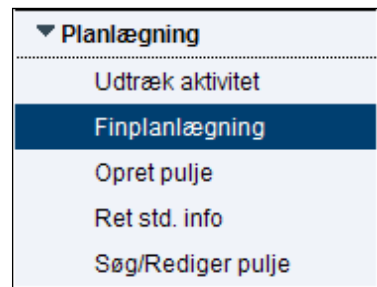 Planlægning
Udtræk aktivitet
Finplanlægning
Opret pulje
Ret std. info
Søg/Rediger pulje